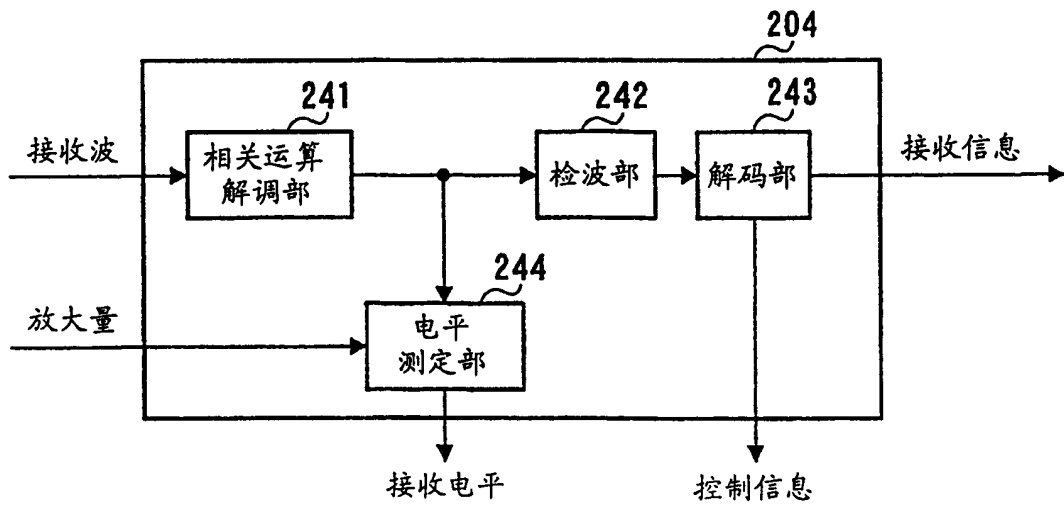 204
241
242
243
接收波
相关运算
解调部
检波部
解码部
接收信息
244
放大量
电平
测定部
接收电平
控制信息